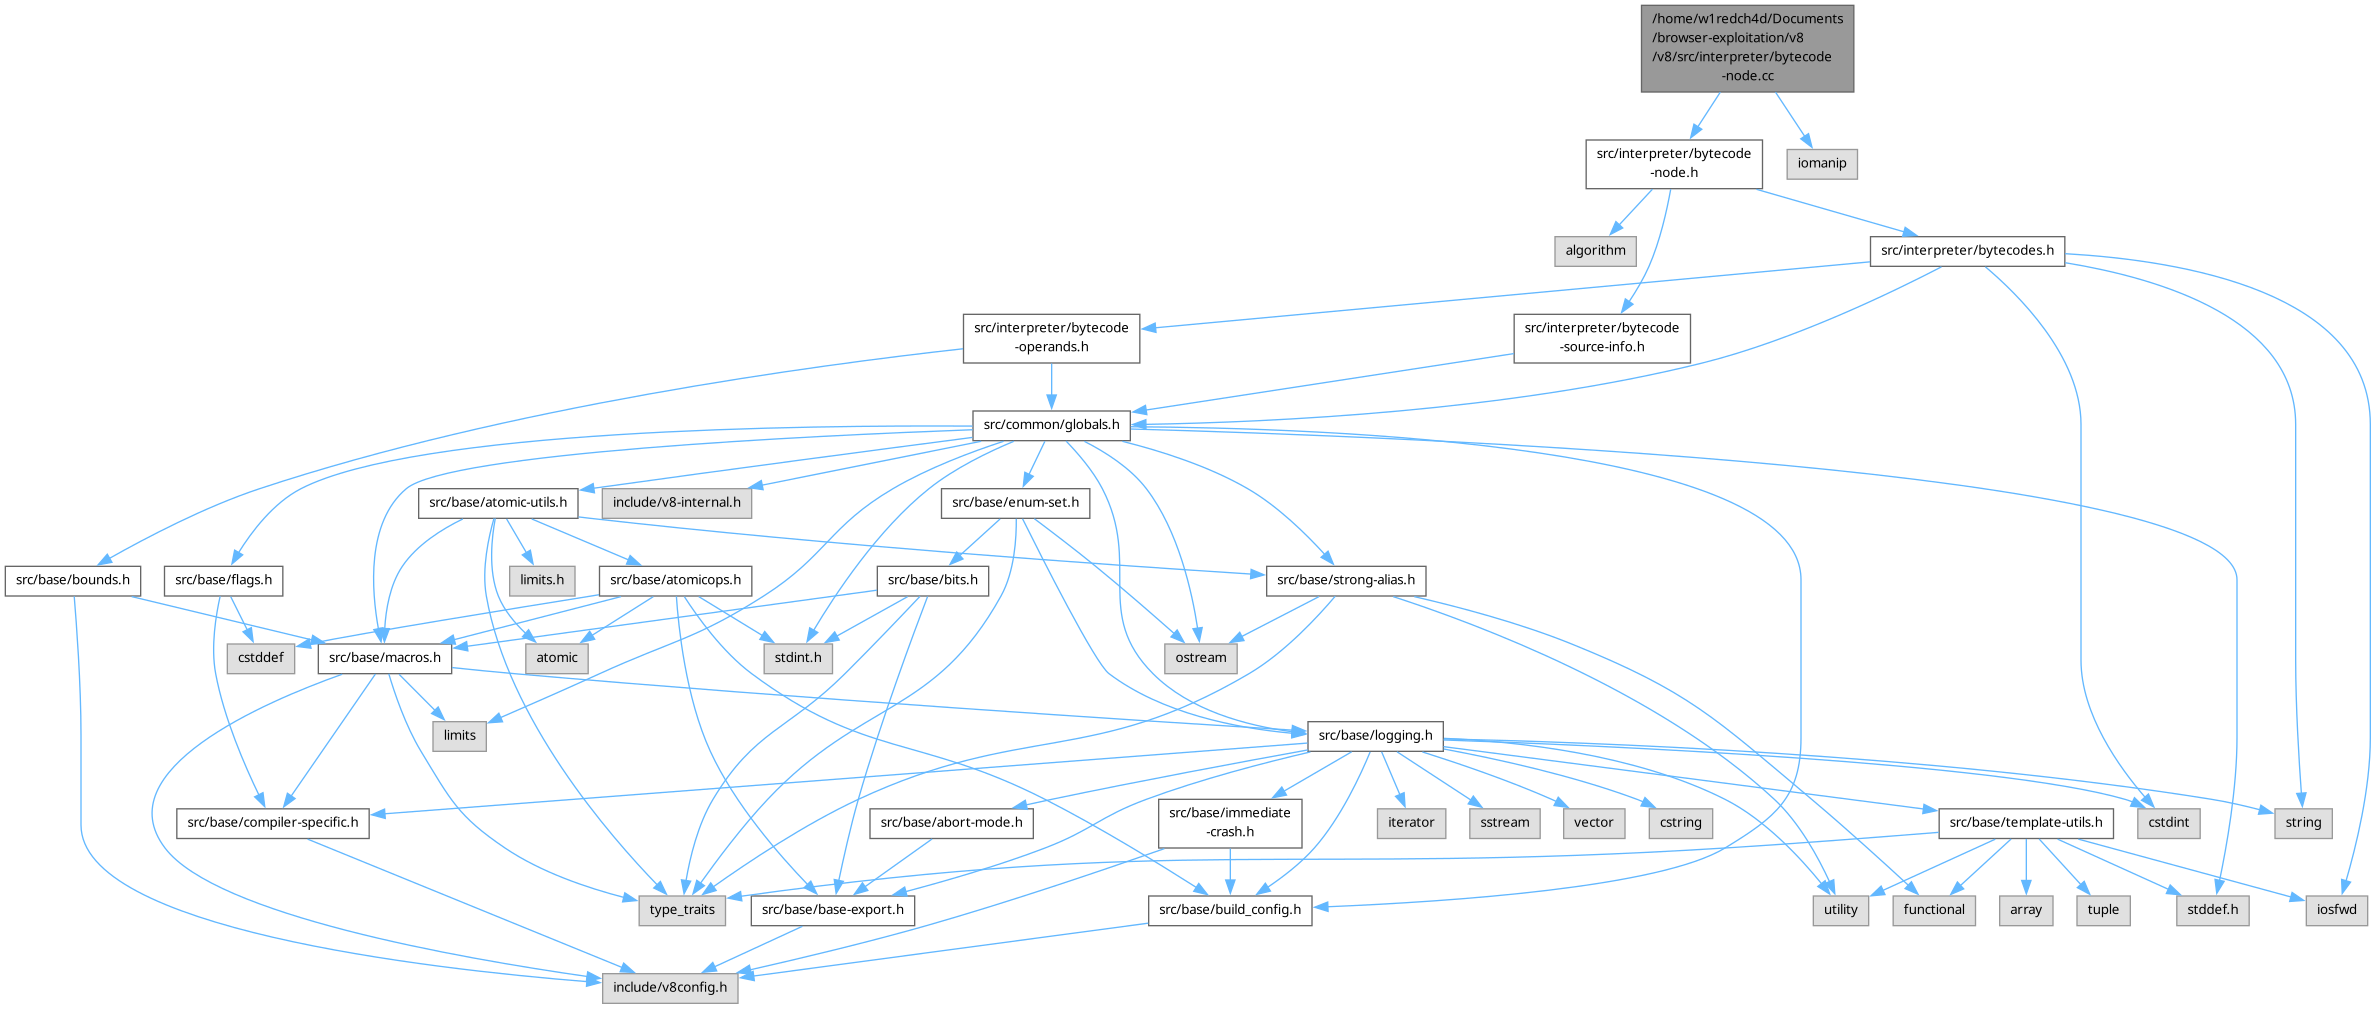 /home/w1redch4d/Documents
/browser-exploitation/v8
/v8/src/interpreter/bytecode
-node.cc
src/interpreter/bytecode
-node.h
iomanip
algorithm
src/interpreter/bytecodes.h
src/interpreter/bytecode
-operands.h
src/interpreter/bytecode
-source-info.h
src/common/globals.h
src/base/atomic-utils.h
include/v8-internal.h
src/base/enum-set.h
src/base/bounds.h
src/base/flags.h
limits.h
src/base/atomicops.h
src/base/bits.h
src/base/strong-alias.h
cstddef
src/base/macros.h
atomic
stdint.h
ostream
limits
src/base/logging.h
src/base/compiler-specific.h
src/base/abort-mode.h
src/base/immediate
-crash.h
iterator
sstream
vector
cstring
src/base/template-utils.h
cstdint
string
type_traits
src/base/base-export.h
src/base/build_config.h
utility
functional
array
tuple
stddef.h
iosfwd
include/v8config.h